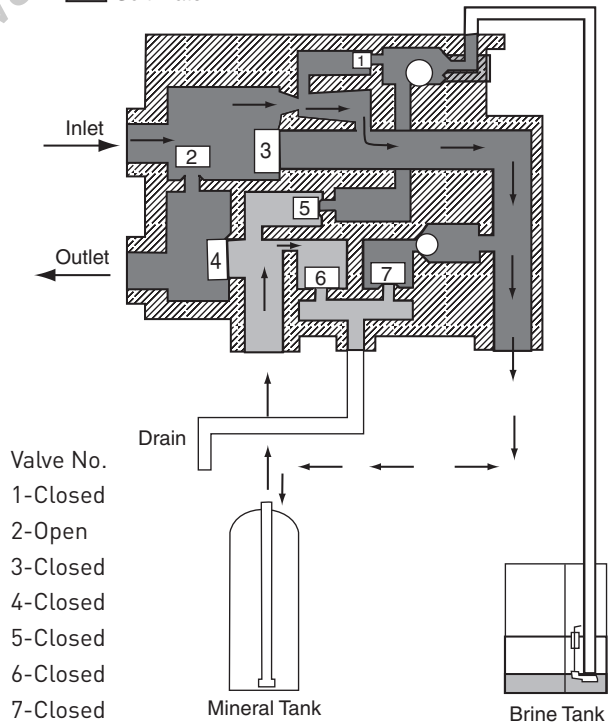 1
Inlet
2
3
5
Outlet
4
6
7
Drain
Valve No.
1-Closed
2-Open
3-Closed
4-Closed
5-Closed
6-Closed
7-Closed
Mineral Tank
Brine Tank